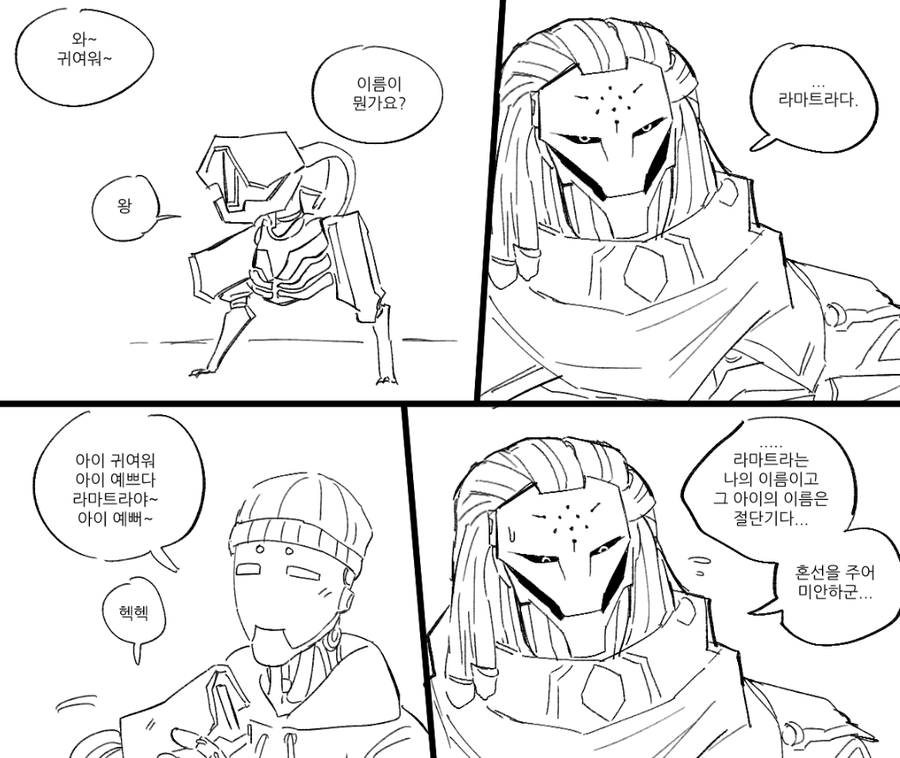 와~
귀여워~
이름이
뭔가요?
왕
...
라마트라다.
아이 귀여워
아이 예쁘다
라마트라야~
아이 예뻐~
헥헥
.....
라마트라는
나의 이름이고
그 아이의 이름은
절단기다...
혼선을 주어
미안하군...